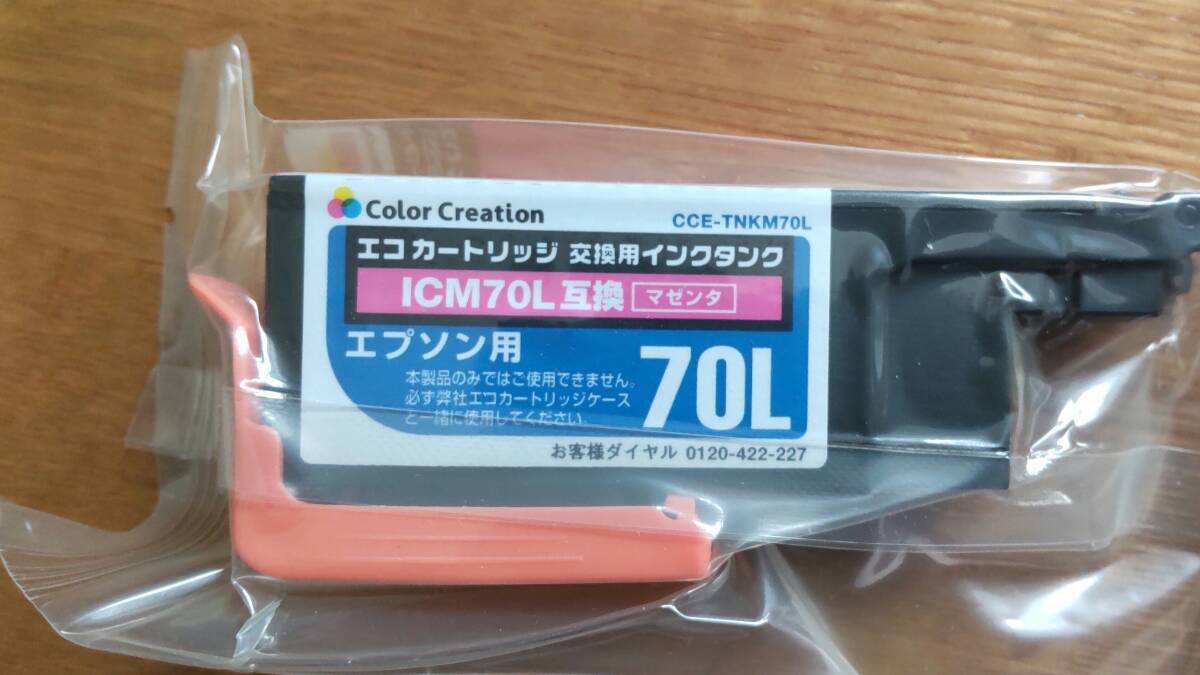 Color Creation
CCE-TNKM70L
エコ カートリッジ 交換用インクタンク
ICM70L互換 マゼンタ
エプソン用
70L
本製品のみではご使用できません。
必ず弊社エコカートリッジケース
と一緒に使用してください。
お客様ダイヤル 0120-422-227